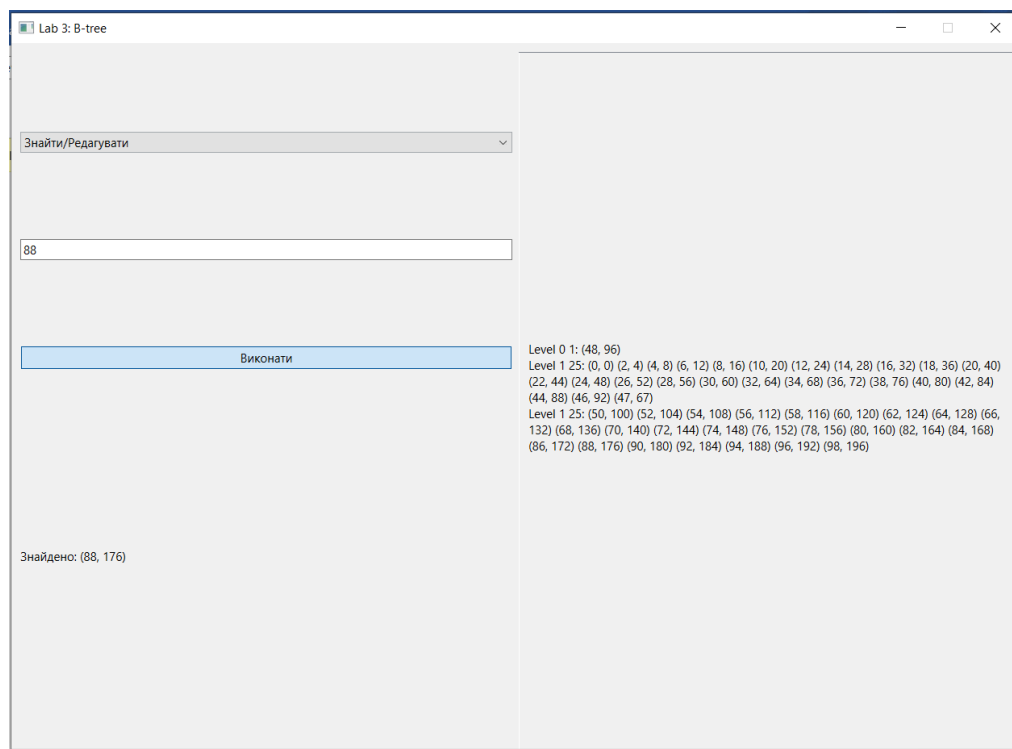 Lab 3: B-tree
Знайти/Редагувати
88
Виконати
Знайдено: (88, 176)
Level 0 1: (48, 96)
Level 1 25: (0, 0) (2, 4) (4, 8) (6, 12) (8, 16) (10, 20) (12, 24) (14, 28) (16, 32) (18, 36) (20, 40)
(22, 44) (24, 48) (26, 52) (28, 56) (30, 60) (32, 64) (34, 68) (36, 72) (38, 76) (40, 80) (42, 84)
(44, 88) (46, 92) (47, 67)
Level 1 25: (50, 100) (52, 104) (54, 108) (56, 112) (58, 116) (60, 120) (62, 124) (64, 128) (66,
132) (68, 136) (70, 140) (72, 144) (74, 148) (76, 152) (78, 156) (80, 160) (82, 164) (84, 168)
(86, 172) (88, 176) (90, 180) (92, 184) (94, 188) (96, 192) (98, 196)